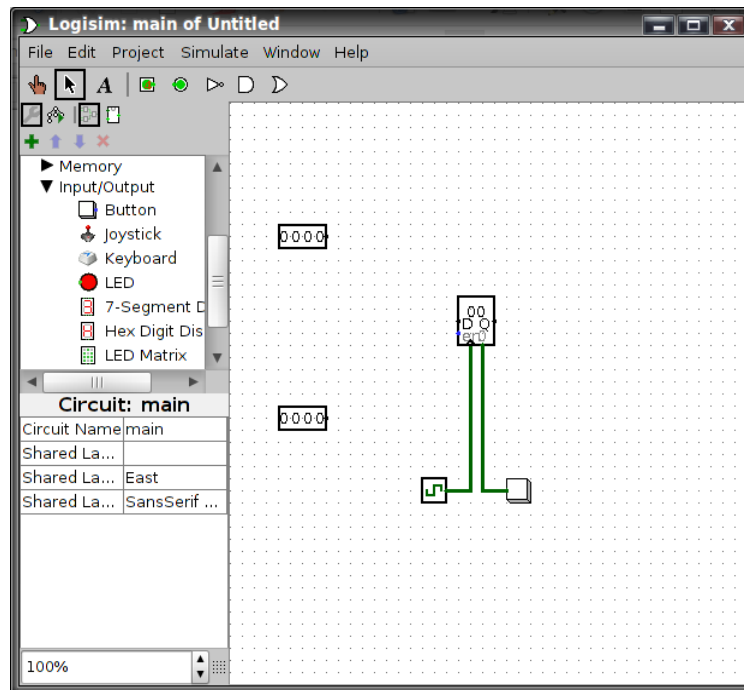 Logisim: main of Untitled
File Edit Project Simulate Window Help
A
Memory
Input/Output
Button
Joystick
Keyboard
LED
7-Segment D
Hex Digit Dis
LED Matrix
Circuit: main
Circuit Name main
Shared La...
Shared La... East
Shared La... SansSerif ...
100%
0000
00
D Q
en0
0000